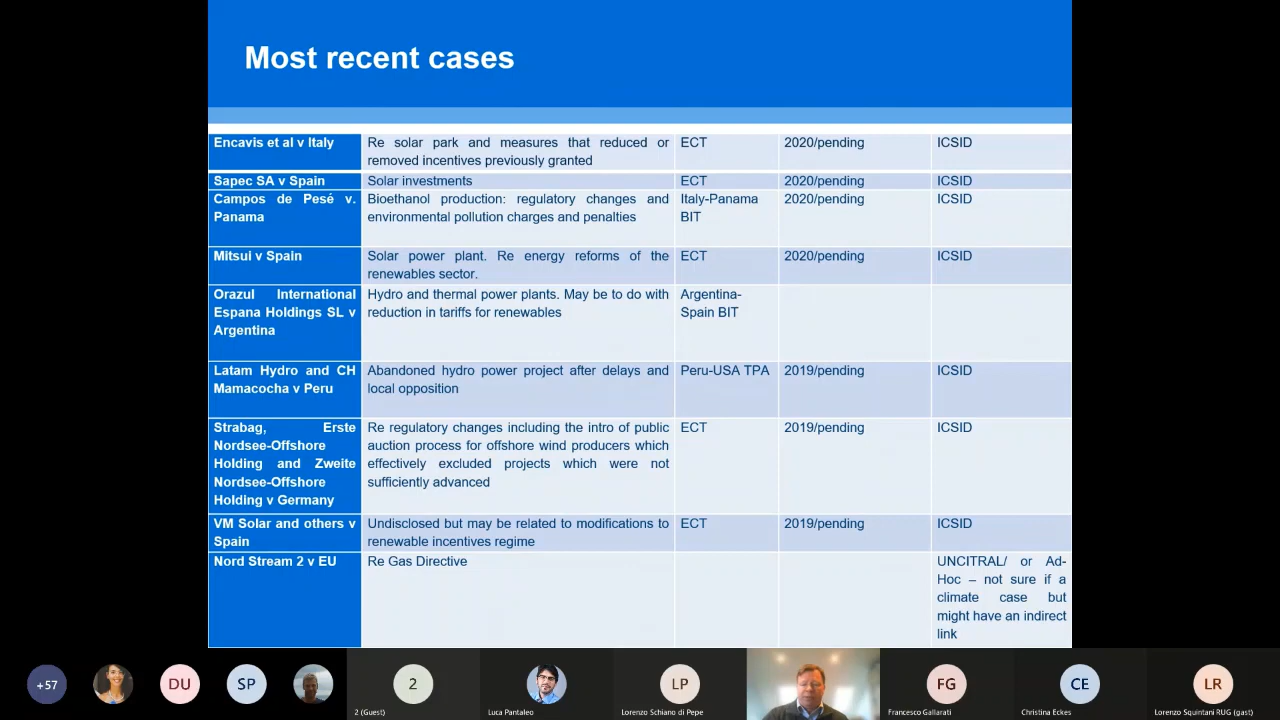 Most recent cases
Encavis et al v Italy
Re solar park and measures that reduced or
removed incentives previously granted
ECT
2020/pending
ICSID
Sapec SA v Spain
Solar investments
ECT
2020/pending
ICSID
Campos de Pesé v.
Panama
Bioethanol production: regulatory changes and
environmental pollution charges and penalties
Italy-Panama
BIT
2020/pending
ICSID
Mitsui v Spain
Solar power plant. Re energy reforms of the
renewables sector.
ECT
2020/pending
ICSID
Orazul International
Espana Holdings SL v
Argentina
Hydro and thermal power plants. May be to do with
reduction in tariffs for renewables
Argentina-
Spain BIT
Latam Hydro and CH
Mamacocha v Peru
Abandoned hydro power project after delays and
local opposition
Peru-USA TPA
2019/pending
ICSID
Strabag, Erste
Nordsee-Offshore
Holding and Zweite
Nordsee-Offshore
Holding v Germany
Re regulatory changes including the intro of public
auction process for offshore wind producers which
effectively excluded projects which were not
sufficiently advanced
ECT
2019/pending
ICSID
VM Solar and others v
Spain
Undisclosed but may be related to modifications to
renewable incentives regime
ECT
2019/pending
ICSID
Nord Stream 2 v EU
Re Gas Directive
UNCITRAL/ or Ad-
Hoc – not sure if a
climate case but
might have an indirect
link
+57
DU
SP
2
2 (Guest)
Luca Pantaleo
LP
Lorenzo Schiano di Pepe
FG
Francesco Gallarati
CE
Christina Eckes
LR
Lorenzo Squintani RUG (gast)